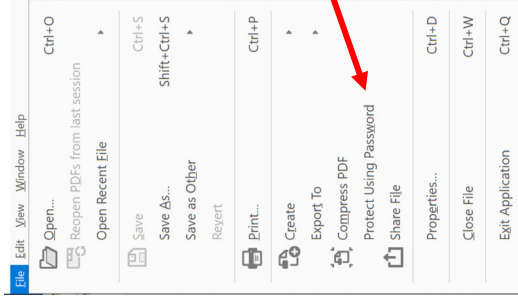 File Edit View Window Help
Open... Ctrl+O
Reopen PDFs from last session
Open Recent File
Save Ctrl+S
Save As... Shift+Ctrl+S
Save as Other
Revert
Print... Ctrl+P
Create
Export To
Compress PDF
Protect Using Password
Share File
Properties... Ctrl+D
Close File Ctrl+W
Exit Application Ctrl+Q